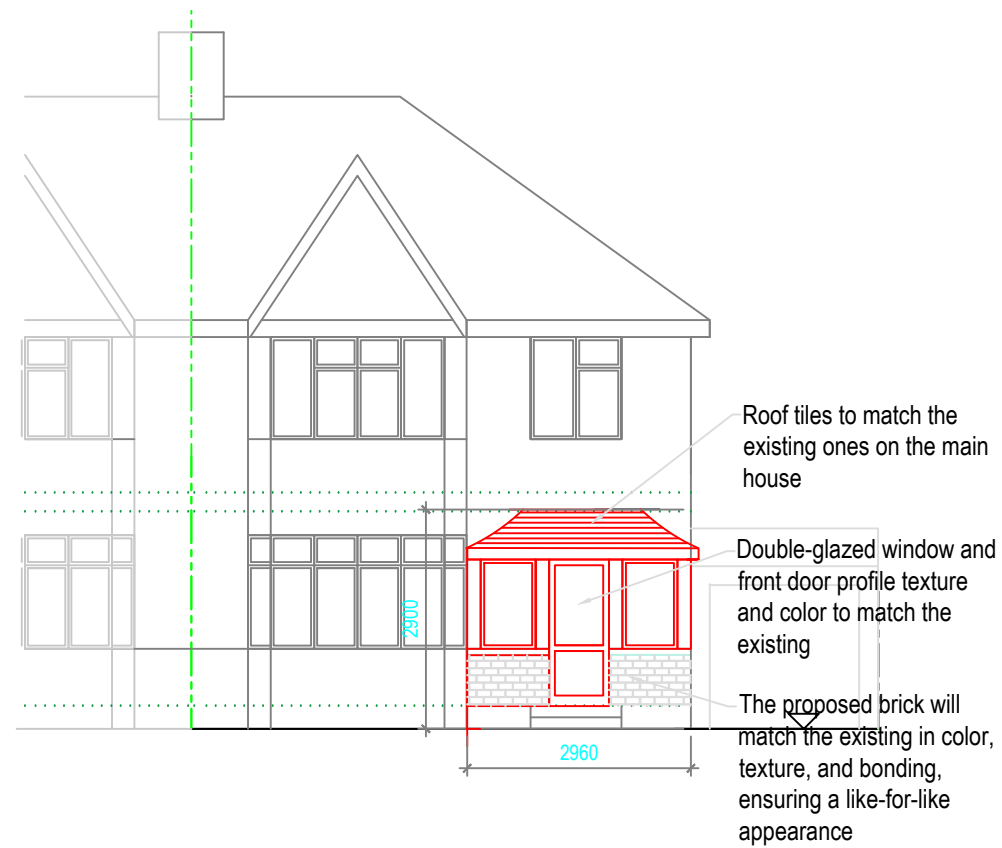 Roof tiles to match the
existing ones on the main
house
Double-glazed window and
front door profile texture
and color to match the
existing
2900
The proposed brick will
match the existing in color,
texture, and bonding,
ensuring a like-for-like
appearance
2960